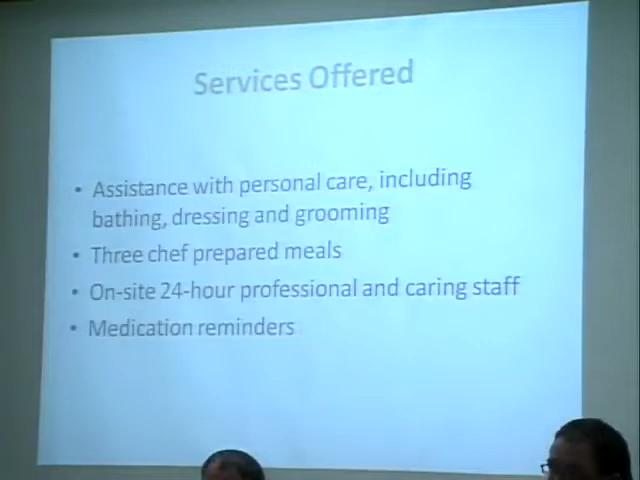 Services Offered
• Assistance with personal care, including
bathing, dressing and grooming
• Three chef prepared meals
• On-site 24-hour professional and caring staff
• Medication reminders